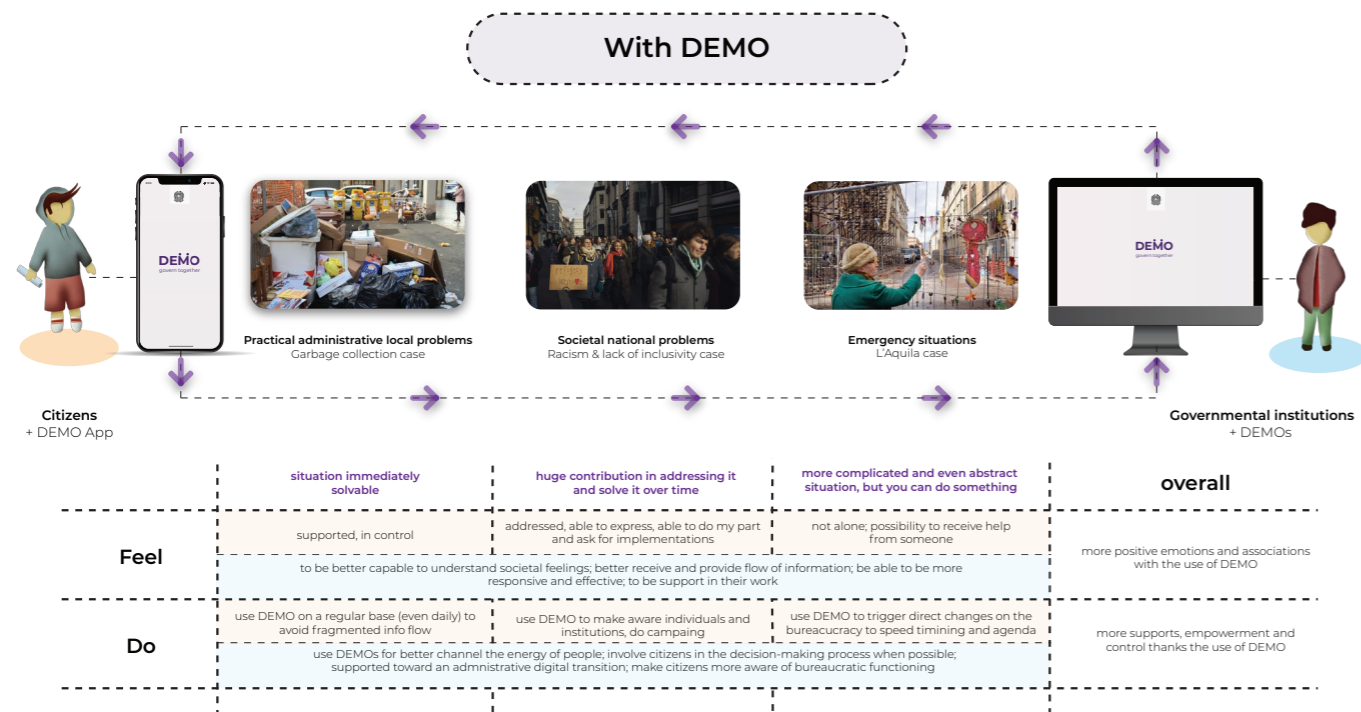 With DEMO
DEMO
govern together
DEMO
govern together
Practical administrative local problems
Garbage collection case
Societal national problems
Racism & lack of inclusivity case
Emergency situations
L'Aquila case
Citizens
+ DEMO App
Governmental institutions
+ DEMOs
situation immediately
solvable
huge contribution in addressing it
and solve it over time
more complicated and even abstract
situation, but you can do something
overall
Feel
supported, in control
addressed, able to express, able to do my part
and ask for implementations
not alone; possibility to receive help
from someone
to be better capable to understand societal feelings; better receive and provide flow of information; be able to be more
responsive and effective; to be support in their work
more positive emotions and associations
with the use of DEMO
Do
use DEMO on a regular base (even daily) to
avoid fragmented info flow
use DEMO to make aware individuals and
institutions, do campaing
use DEMO to trigger direct changes on the
bureacucracy to speed timining and agenda
use DEMOs for better channel the energy of people; involve citizens in the decision-making process when possible;
supported toward an admnistrative digital transition; make citizens more aware of bureaucratic functioning
more supports, empowerment and
control thanks the use of DEMO